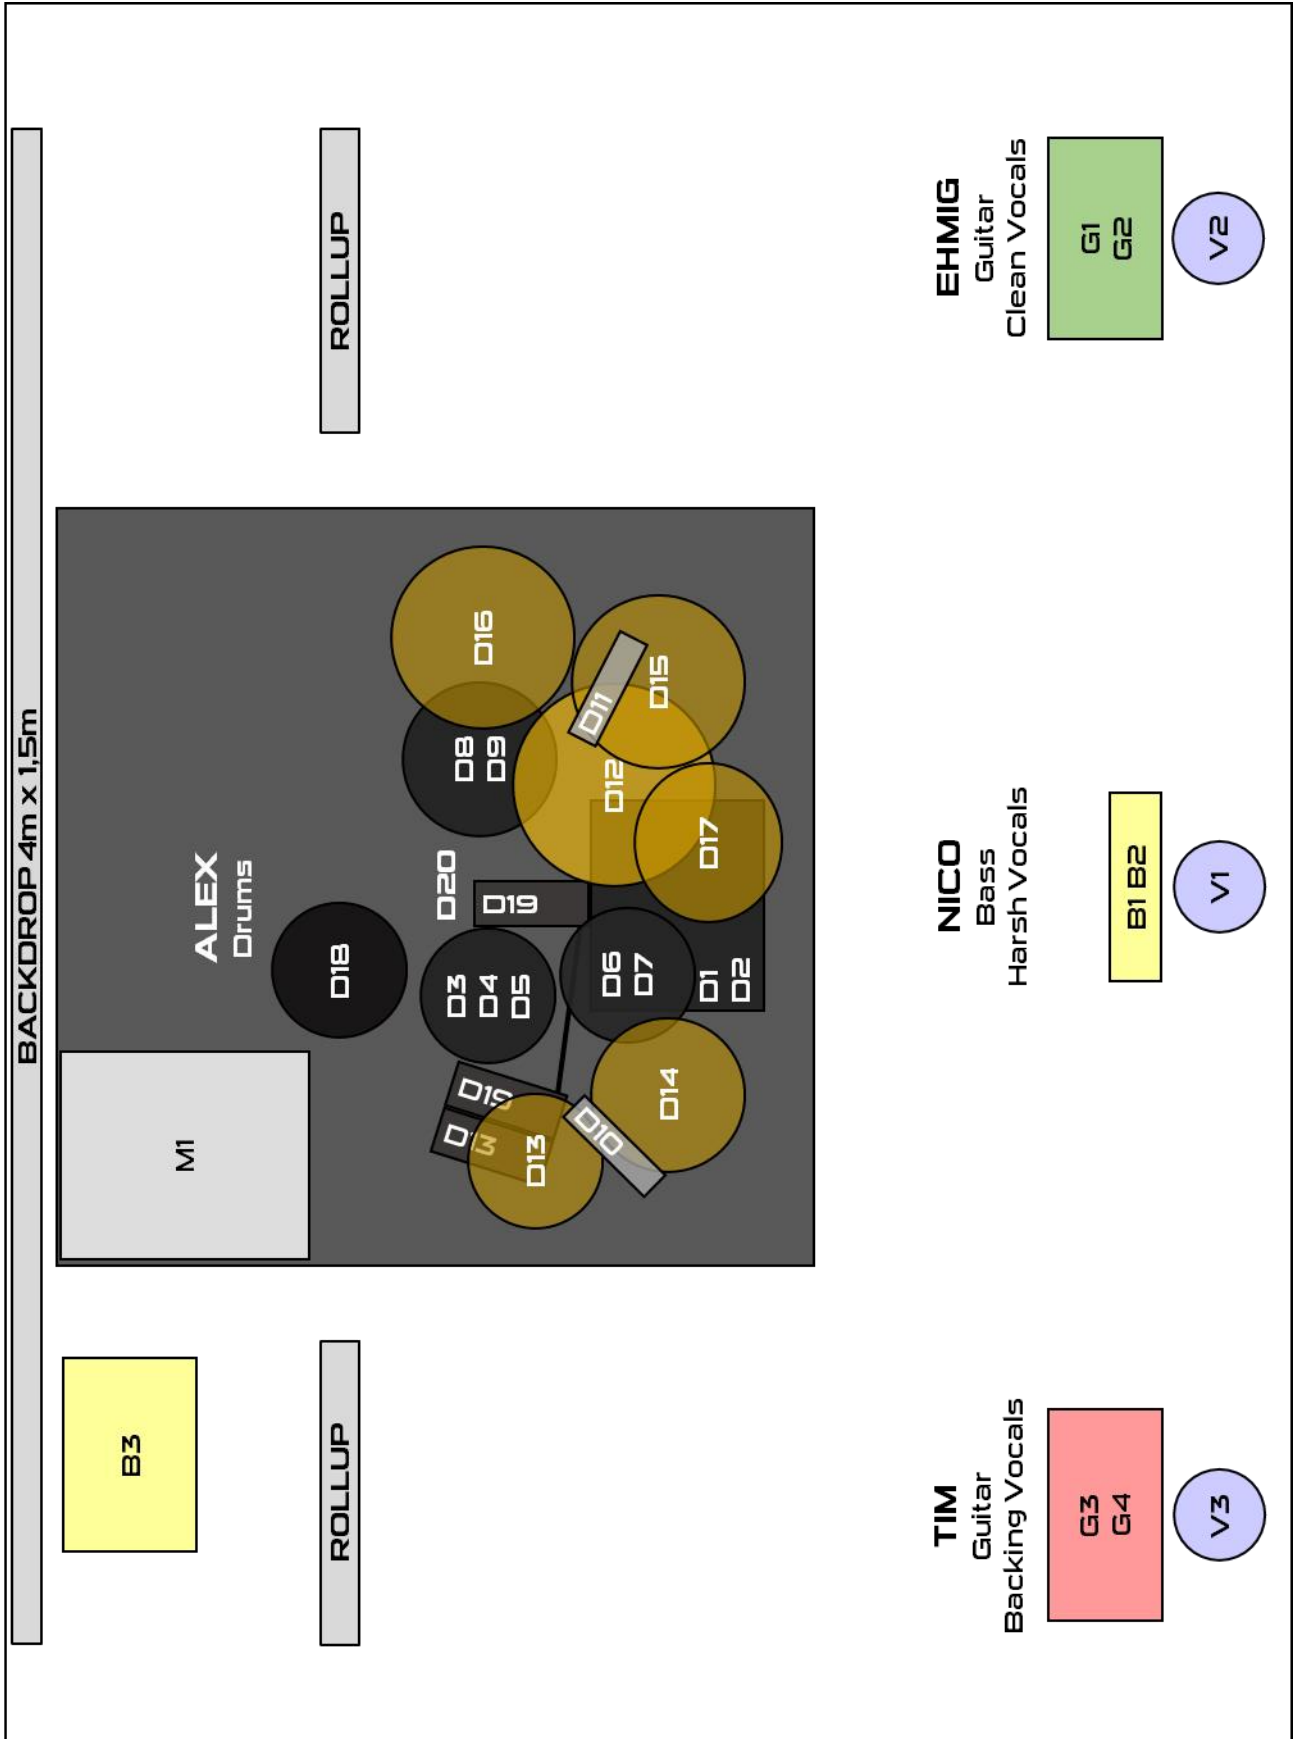 BACKDROP 4m x 1,5m
B3
M1
ALEX
Drums
ROLLUP
D18
ROLLUP
D20
D3
D4
D5
D8
D9
D16
D19
D19
D13
D13
D10
D6
D7
D12
D11
D14
D15
D1
D2
D17
TIM
Guitar
Backing Vocals
NICO
Bass
Harsh Vocals
EHMIG
Guitar
Clean Vocals
G3
G4
B1 B2
G1
G2
V3
V1
V2